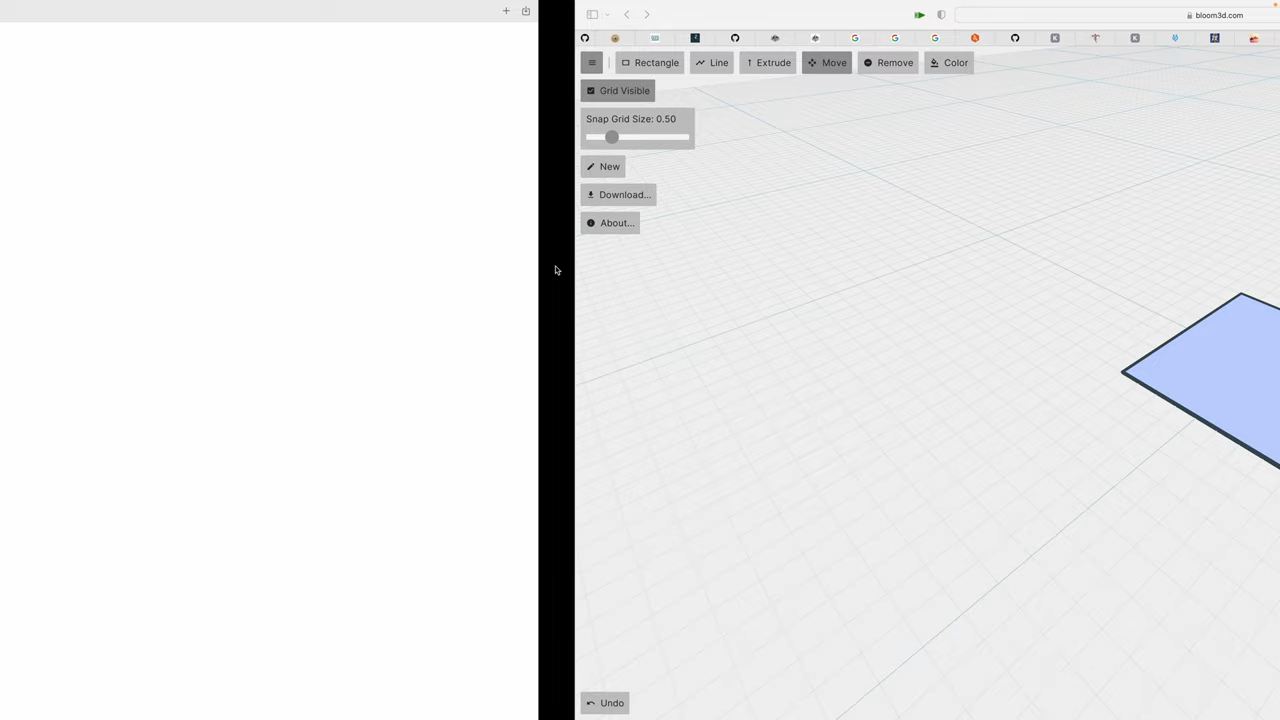 bloom3d.com
Rectangle Line Extrude Move Remove Color
Grid Visible
Snap Grid Size: 0.50
New
Download...
About...
Undo